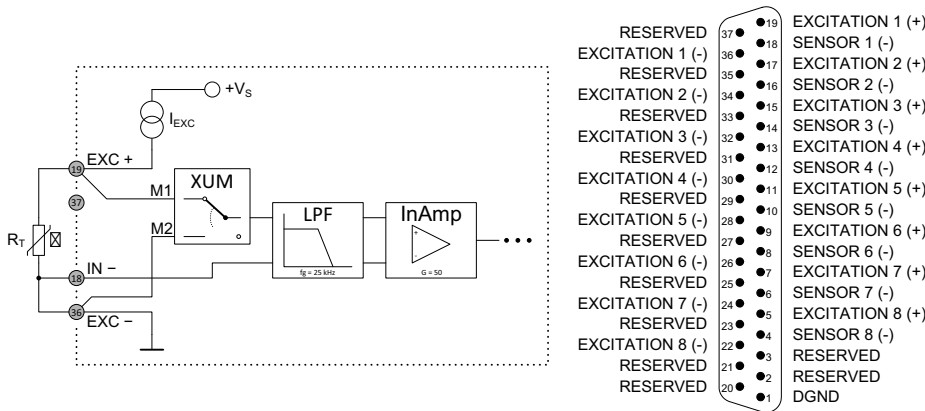 +VS
IEXC
19
EXC +
XUM
M1
37
M2
LPF
fg = 25 kHz
InAmp
+
-
G = 50
RT
18
IN −
36
EXC −
RESERVED 37
EXCITATION 1 (-) 36
RESERVED 35
EXCITATION 2 (-) 34
RESERVED 33
EXCITATION 3 (-) 32
RESERVED 31
EXCITATION 4 (-) 30
RESERVED 29
EXCITATION 5 (-) 28
RESERVED 27
EXCITATION 6 (-) 26
RESERVED 25
EXCITATION 7 (-) 24
RESERVED 23
EXCITATION 8 (-) 22
RESERVED 21
RESERVED 20
19 EXCITATION 1 (+)
18 SENSOR 1 (-)
17 EXCITATION 2 (+)
16 SENSOR 2 (-)
15 EXCITATION 3 (+)
14 SENSOR 3 (-)
13 EXCITATION 4 (+)
12 SENSOR 4 (-)
11 EXCITATION 5 (+)
10 SENSOR 5 (-)
9 EXCITATION 6 (+)
8 SENSOR 6 (-)
7 EXCITATION 7 (+)
6 SENSOR 7 (-)
5 EXCITATION 8 (+)
4 SENSOR 8 (-)
3 RESERVED
2 RESERVED
1 DGND